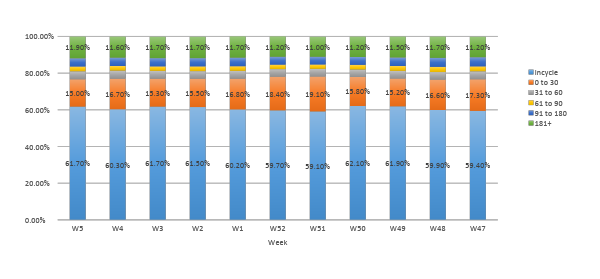 100.00%
80.00%
60.00%
40.00%
20.00%
0.00%
11.90% 11.60% 11.70% 11.70% 11.70% 11.20% 11.00% 11.20% 11.50% 11.70% 11.20%
15.00% 16.70% 15.30% 15.50% 16.80% 18.40% 19.10% 15.80% 15.20% 16.60% 17.30%
61.70% 60.30% 61.70% 61.50% 60.20% 59.70% 59.10% 62.10% 61.90% 59.90% 59.40%
W5 W4 W3 W2 W1 W52 W51 W50 W49 W48 W47
Week
Incycle
0 to 30
31 to 60
61 to 90
91 to 180
181+